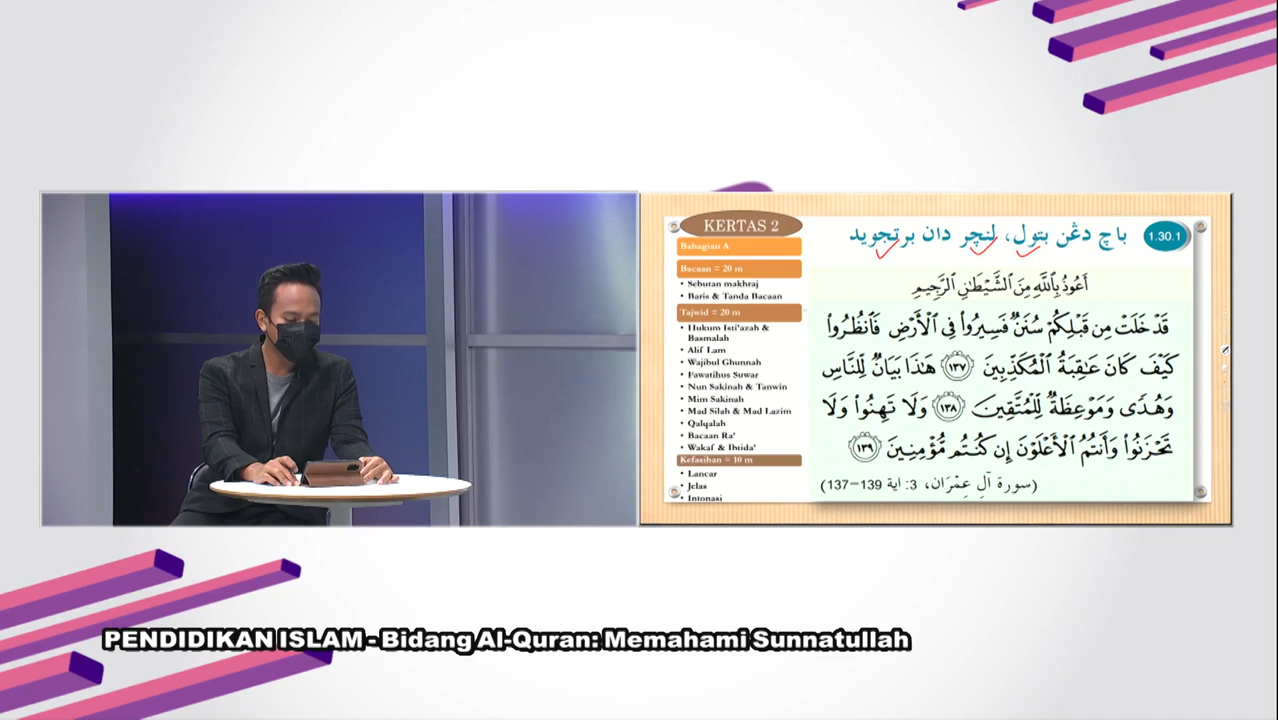 KERTAS 2
Bahagian A
Bacaan = 20 m
• Sebutan makhraj
• Baris & Tanda Bacaan
Tajwid = 20 m
• Hukum Isti'azah &
Basmalah
• Alif Lam
• Wajibul Ghunnah
• Fawatihus Suwar
• Nun Sakinah & Tanwin
• Mim Sakinah
• Mad Silah & Mad Lazim
• Qalqalah
• Bacaan Ra'
• Wakaf & Ibtida'
Kefasihan = 10 m
• Lancar
• Jelas
• Intonasi
1.30.1
باچ دڠن بتول، لنچر دان برتجويد
أَعُوذُ بِٱللَّهِ مِنَ ٱلشَّيْطَـٰنِ ٱلرَّجِيمِ
قَدْ خَلَتْ مِن قَبْلِكُمْ سُنَنٌ فَسِيرُوا۟ فِى ٱلْأَرْضِ فَٱنظُرُوا۟
كَيْفَ كَانَ عَـٰقِبَةُ ٱلْمُكَذِّبِينَ ١٣٧ هَـٰذَا بَيَانٌ لِّلنَّاسِ
وَهُدًى وَمَوْعِظَةٌ لِّلْمُتَّقِينَ ١٣٨ وَلَا تَهِنُوا۟ وَلَا
تَحْزَنُوا۟ وَأَنتُمُ ٱلْأَعْلَوْنَ إِن كُنتُم مُّؤْمِنِينَ ١٣٩
(سورة آلِ عِمْرَان، 3: اية 139–137)
PENDIDIKAN ISLAM - Bidang Al-Quran: Memahami Sunnatullah